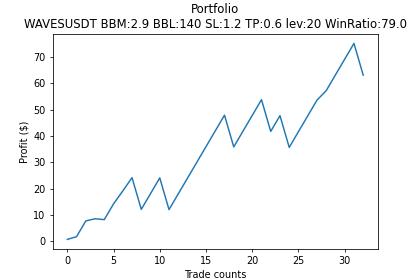 Portfolio
WAVESUSDT BBM:2.9 BBL:140 SL:1.2 TP:0.6 lev:20 WinRatio:79.0
70
60
50
40
30
20
10
0
Profit ($)
0 5 10 15 20 25 30
Trade counts